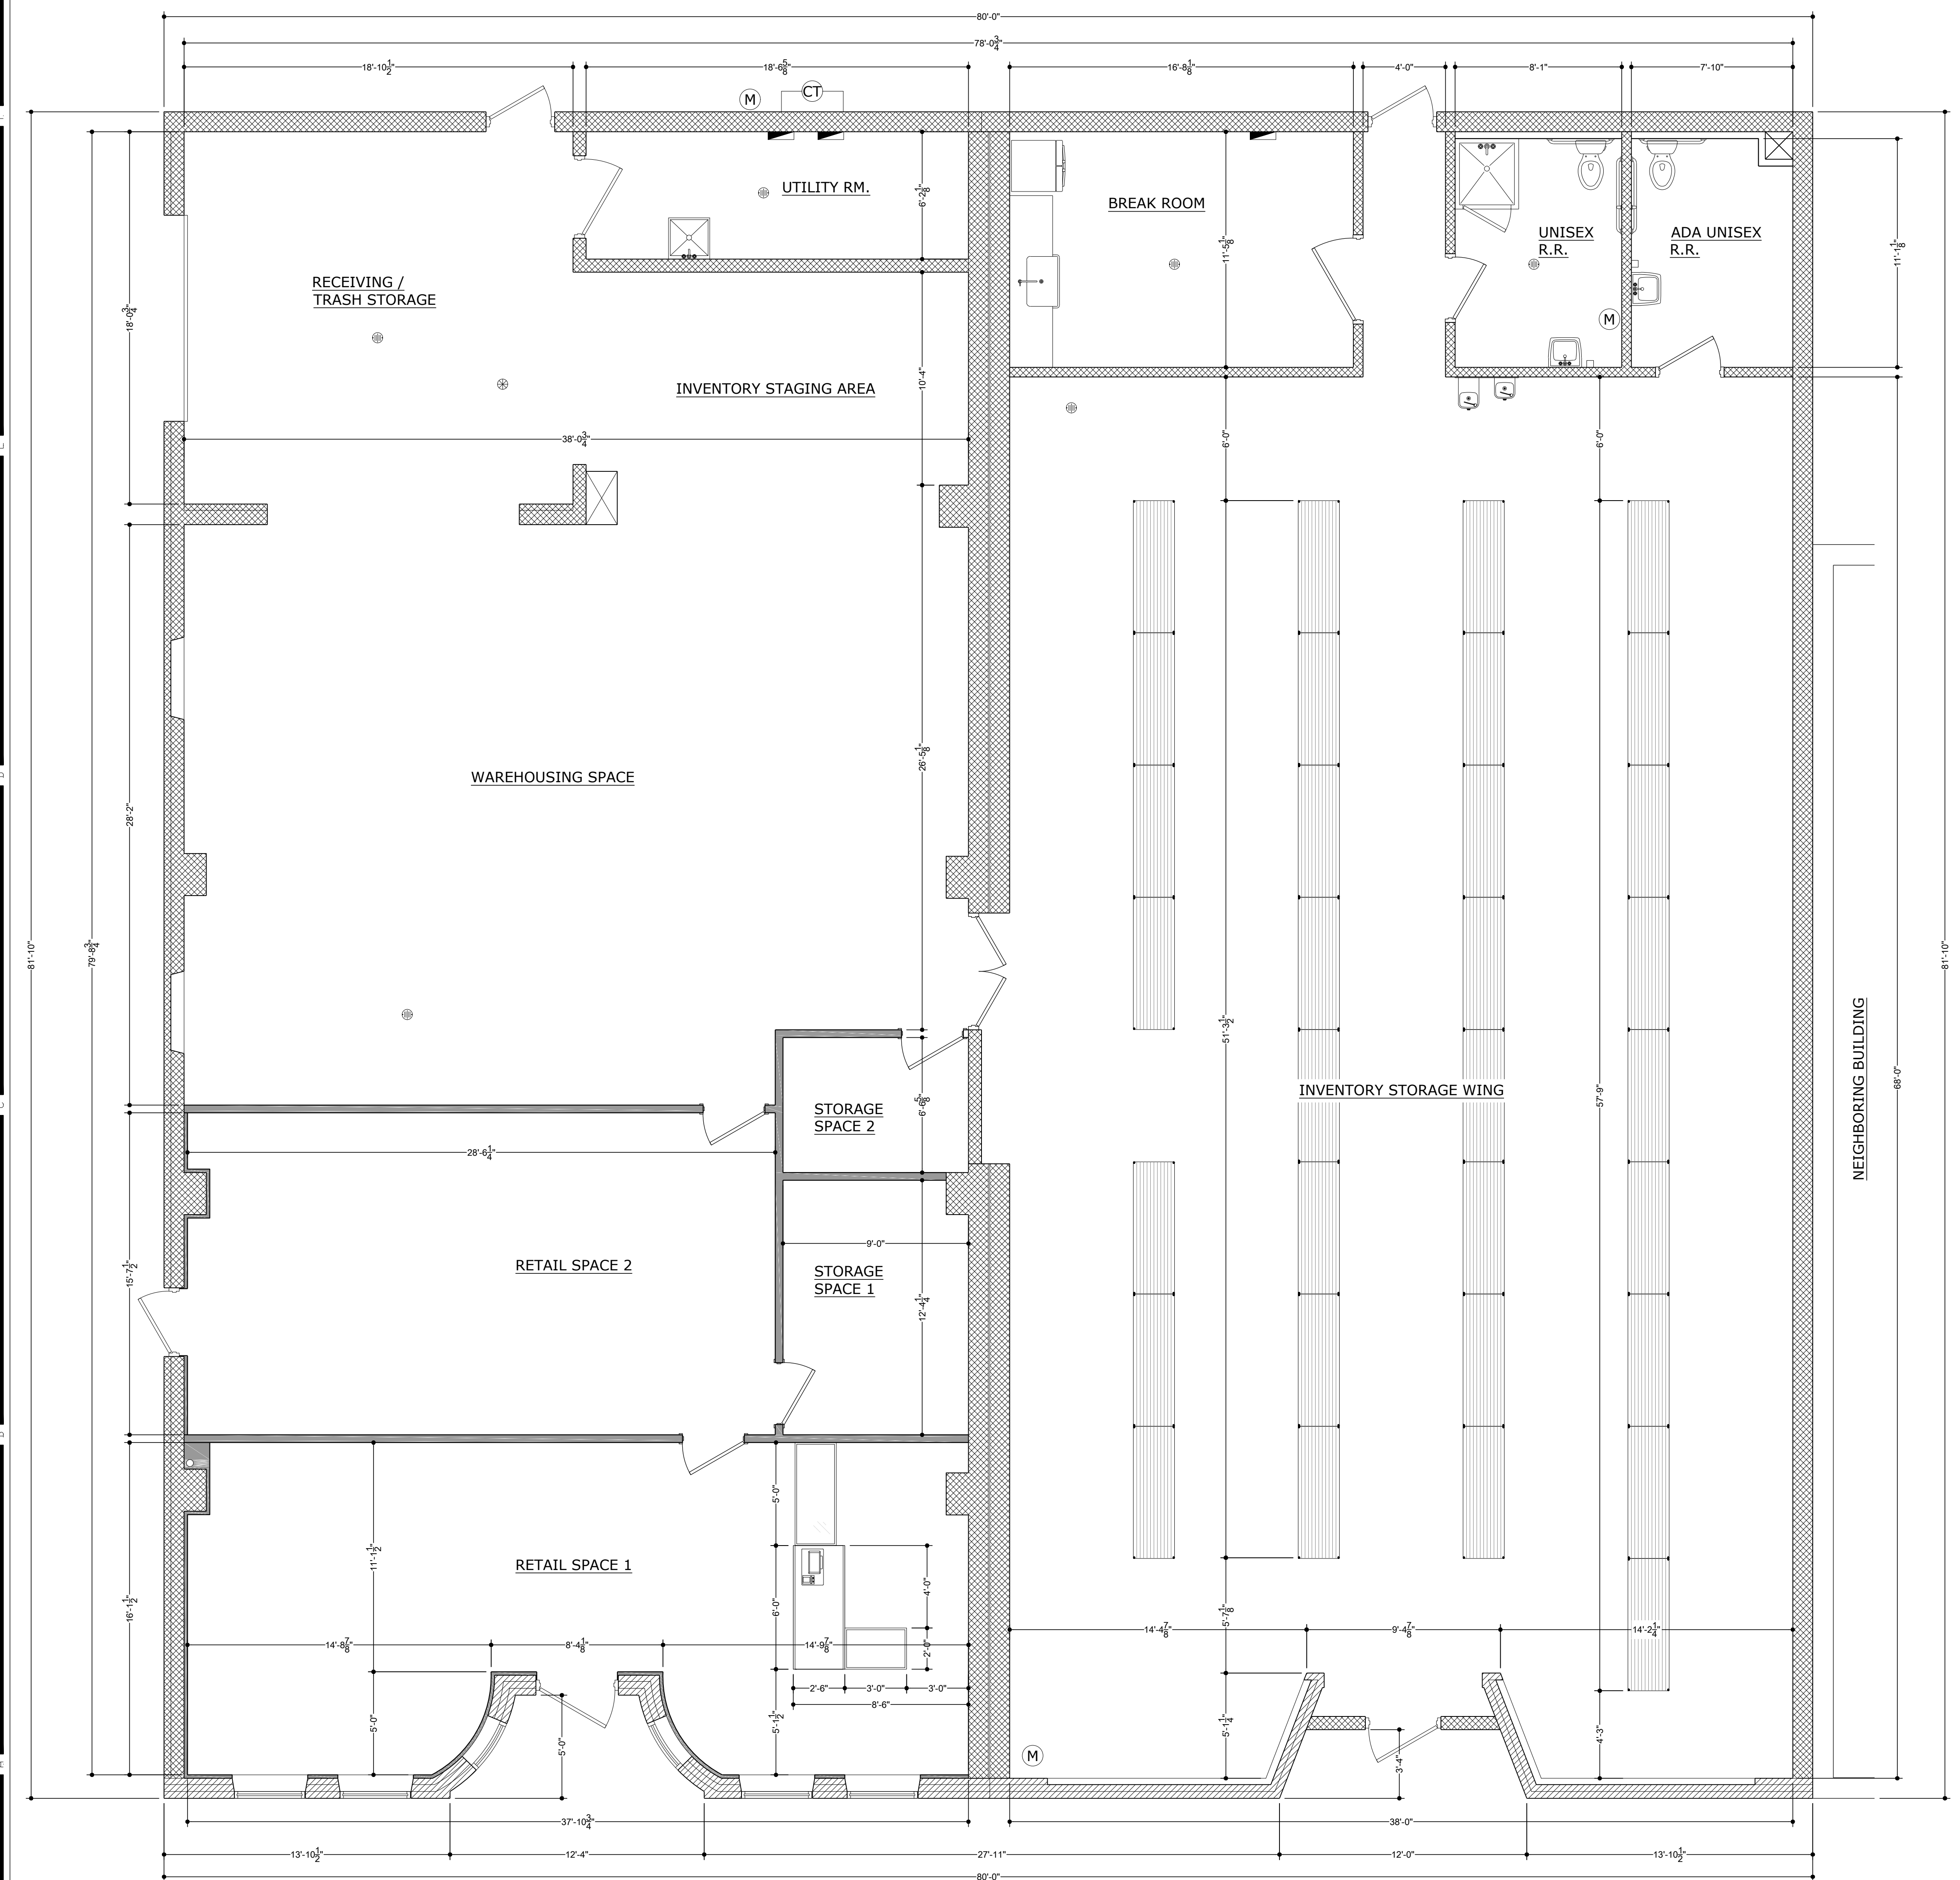 80'-0"
78'-0 3/4"
18'-10 1/2"
18'-6 5/8"
16'-8 1/8"
4'-0"
8'-1"
7'-10"
M
CT
UTILITY RM.
6'-2 1/8"
BREAK ROOM
11'-5 1/8"
UNISEX
R.R.
ADA UNISEX
R.R.
11'-1 1/8"
RECEIVING /
TRASH STORAGE
18'-0 3/4"
M
INVENTORY STAGING AREA
10'-4"
38'-0 3/4"
6'-0"
6'-0"
WAREHOUSING SPACE
26'-5 1/8"
28'-2"
81'-10"
79'-8 3/4"
81'-10"
51'-3 1/2"
NEIGHBORING BUILDING
INVENTORY STORAGE WING
57'-9"
68'-0"
STORAGE
SPACE 2
6'-6 5/8"
28'-6 1/4"
9'-0"
RETAIL SPACE 2
STORAGE
SPACE 1
15'-7 1/2"
12'-4 1/4"
5'-0"
11'-1 1/2"
RETAIL SPACE 1
16'-1 1/2"
6'-0"
4'-0"
2'-0"
14'-8 7/8"
8'-4 1/8"
14'-9 7/8"
5'-7 1/8"
14'-4 7/8"
9'-4 7/8"
14'-2 1/4"
2'-6"
3'-0"
3'-0"
8'-6"
5'-0"
5'-0"
5'-1 1/2"
5'-1 1/4"
4'-3"
M
3'-4"
37'-10 3/4"
38'-0"
13'-10 1/2"
12'-4"
27'-11"
12'-0"
13'-10 1/2"
80'-0"